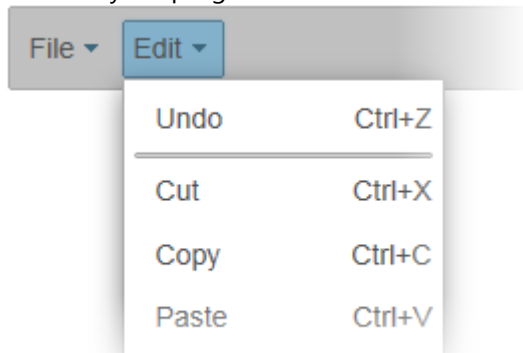 File Edit
Undo Ctrl+Z
Cut Ctrl+X
Copy Ctrl+C
Paste Ctrl+V